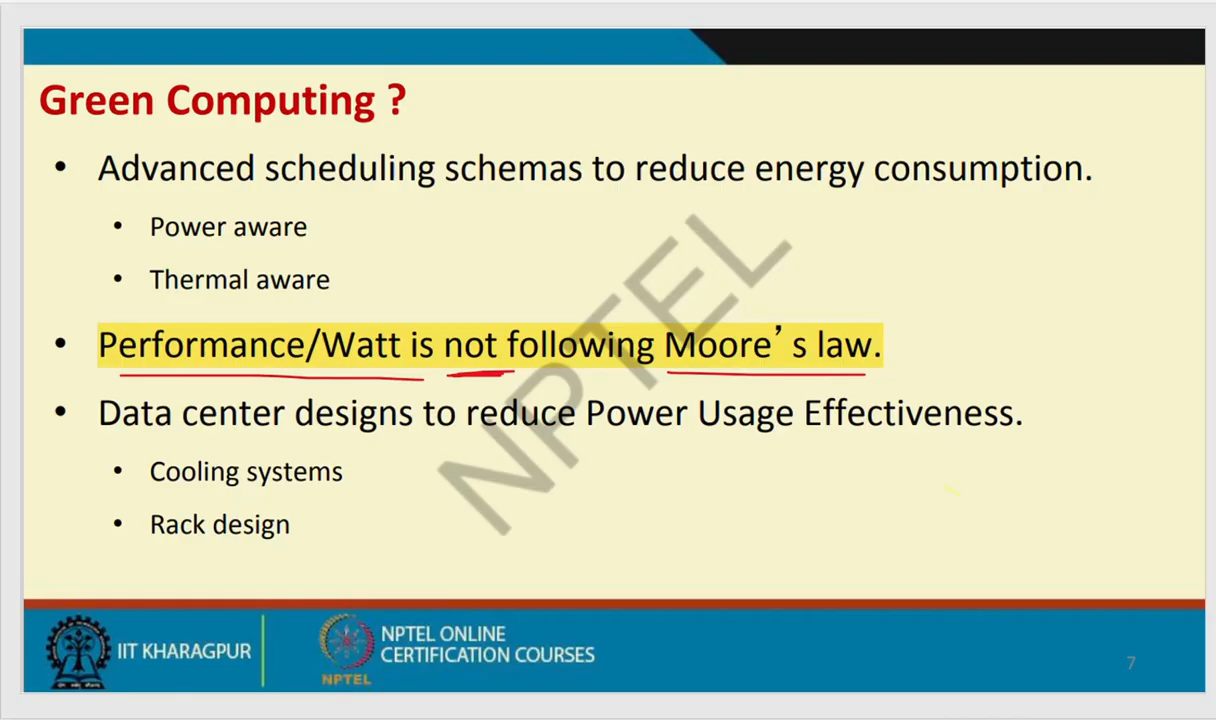 Green Computing ?
• Advanced scheduling schemas to reduce energy consumption.
• Power aware
• Thermal aware
• Performance/Watt is not following Moore’ s law.
• Data center designs to reduce Power Usage Effectiveness.
• Cooling systems
• Rack design
NPTEL
IIT KHARAGPUR
NPTEL
NPTEL ONLINE
CERTIFICATION COURSES
7